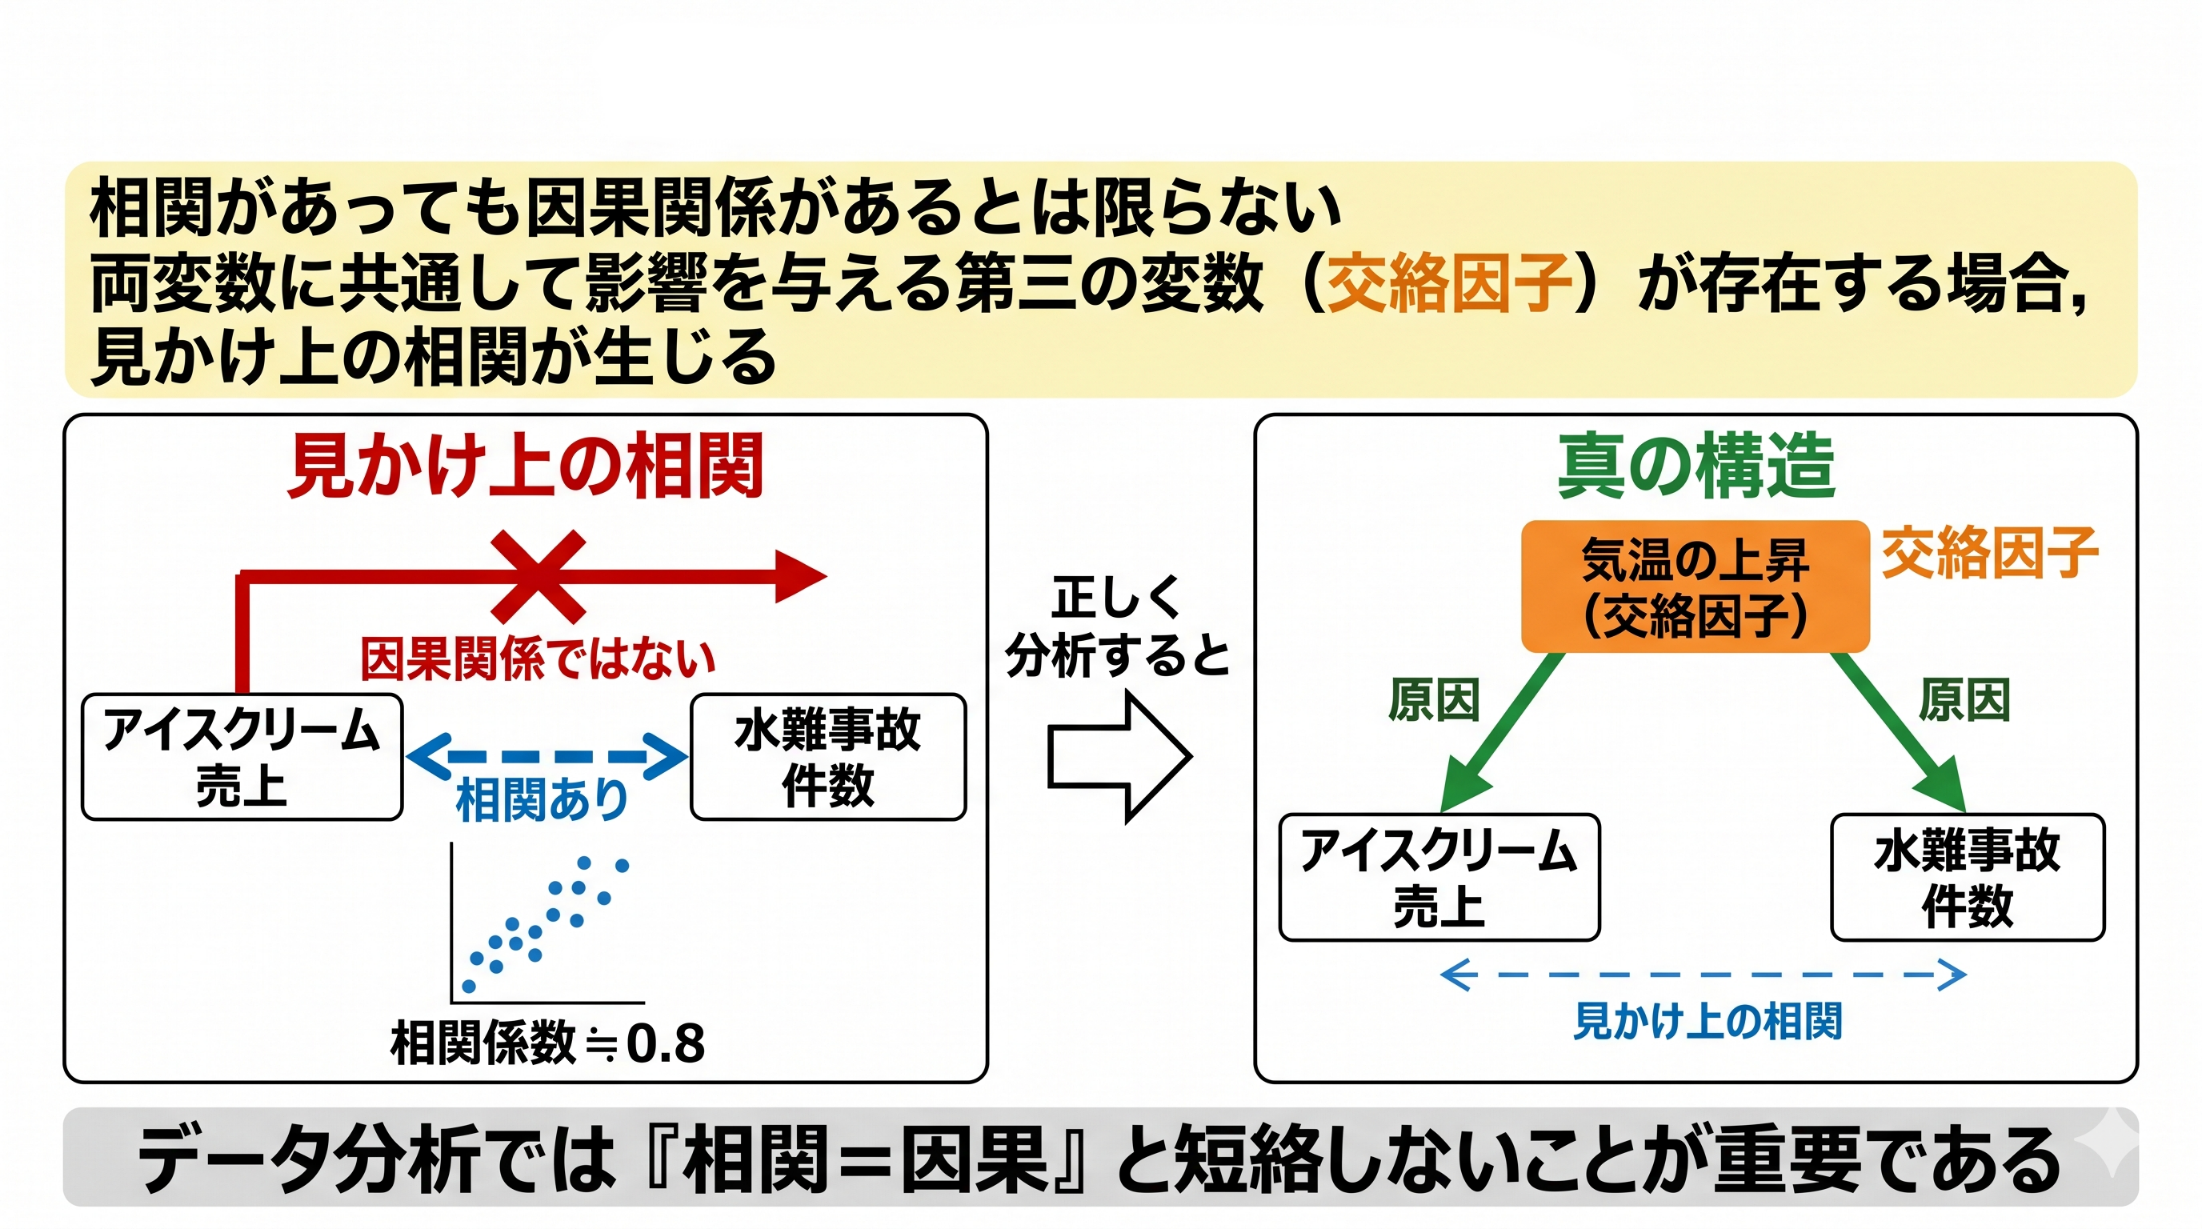 相関があっても因果関係があるとは限らない
両変数に共通して影響を与える第三の変数（交絡因子）が存在する場合，
見かけ上の相関が生じる
見かけ上の相関
因果関係ではない
アイスクリーム
売上
相関あり
水難事故
件数
相関係数≒0.8
正しく
分析すると
真の構造
気温の上昇
（交絡因子）
交絡因子
原因
原因
アイスクリーム
売上
水難事故
件数
見かけ上の相関
データ分析では『相関＝因果』と短絡しないことが重要である